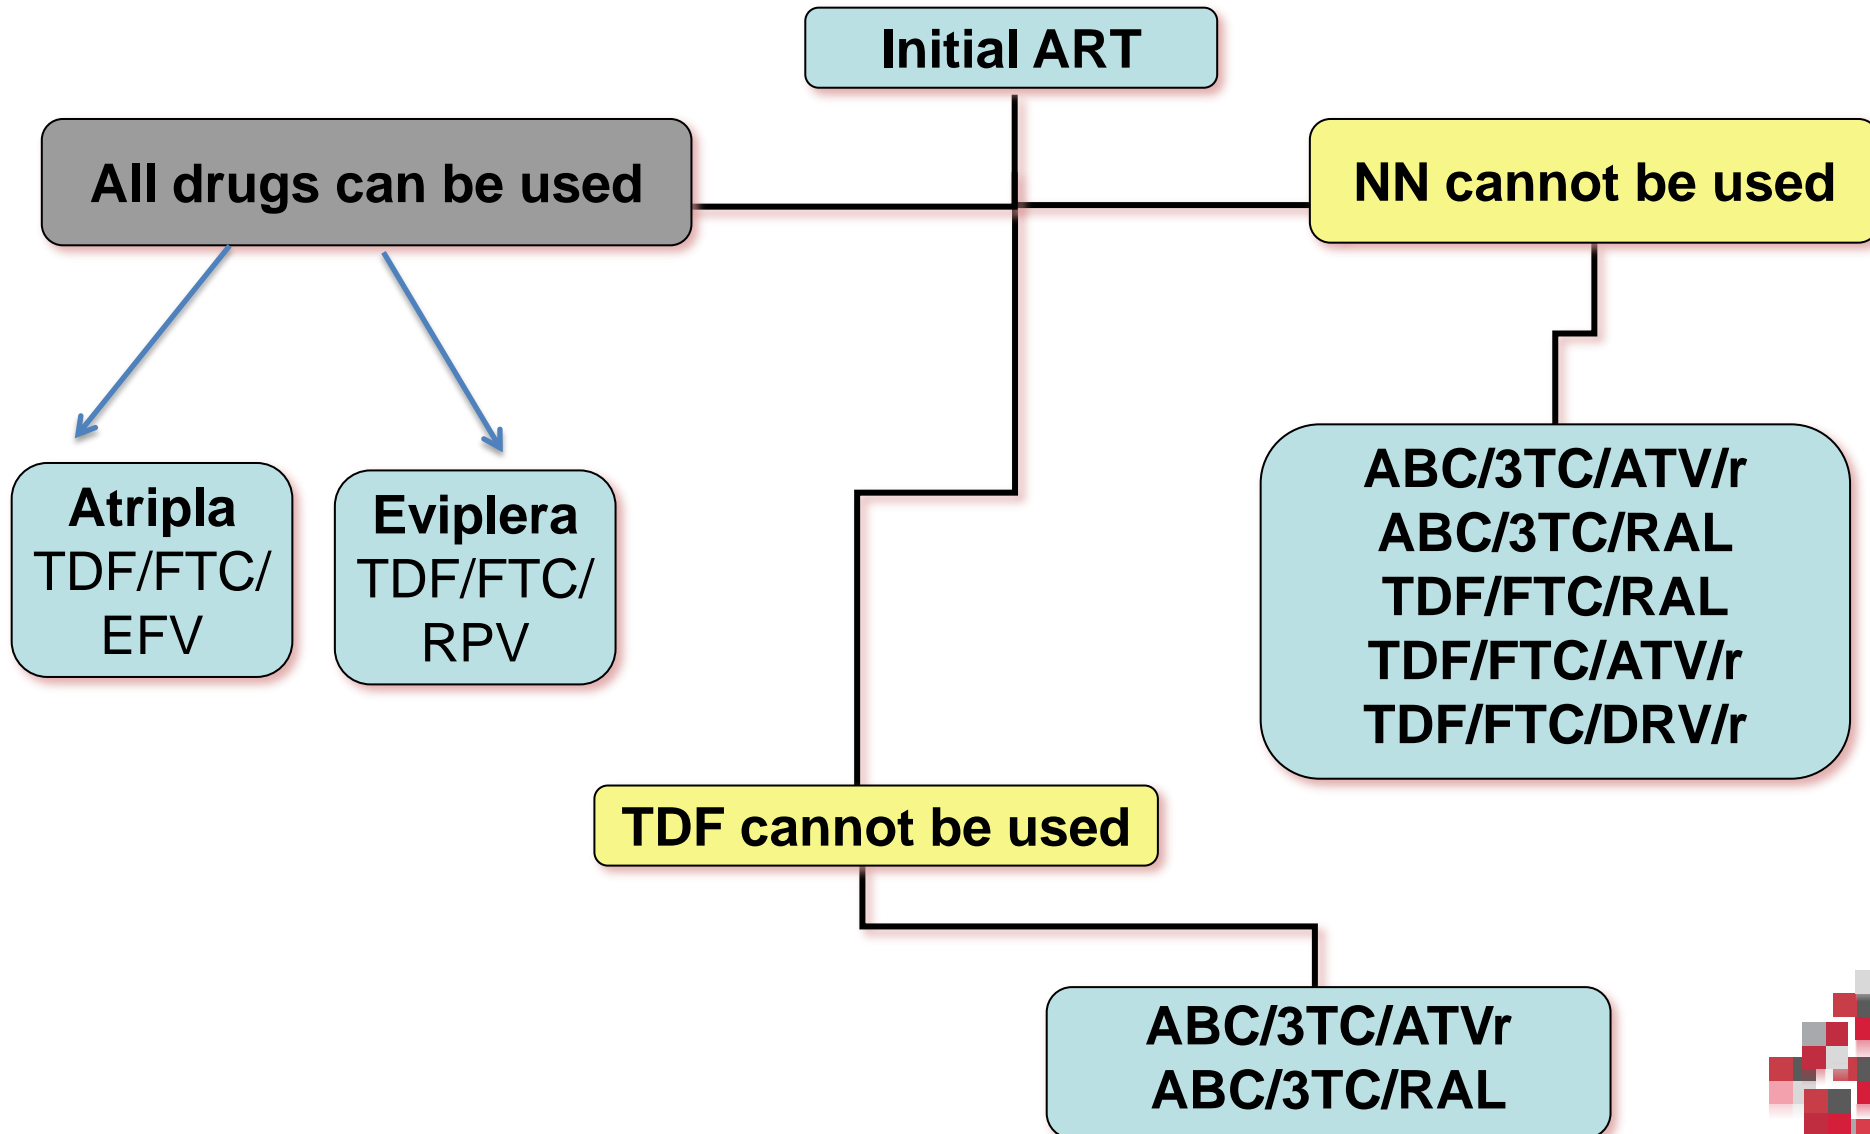 Initial ART
All drugs can be used
NN cannot be used
Atripla
TDF/FTC/
EFV
Eviplera
TDF/FTC/
RPV
ABC/3TC/ATV/r
ABC/3TC/RAL
TDF/FTC/RAL
TDF/FTC/ATV/r
TDF/FTC/DRV/r
TDF cannot be used
ABC/3TC/ATVr
ABC/3TC/RAL